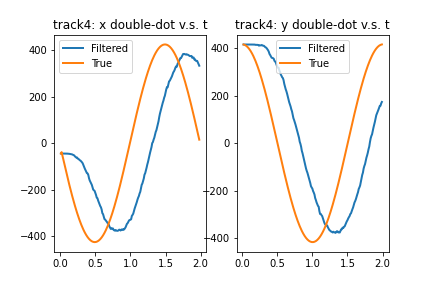 track4: x double-dot v.s. t
track4: y double-dot v.s. t
Filtered
True
Filtered
True
400
200
0
−200
−400
0.0 0.5 1.0 1.5 2.0
400
200
0
−200
−400
0.0 0.5 1.0 1.5 2.0